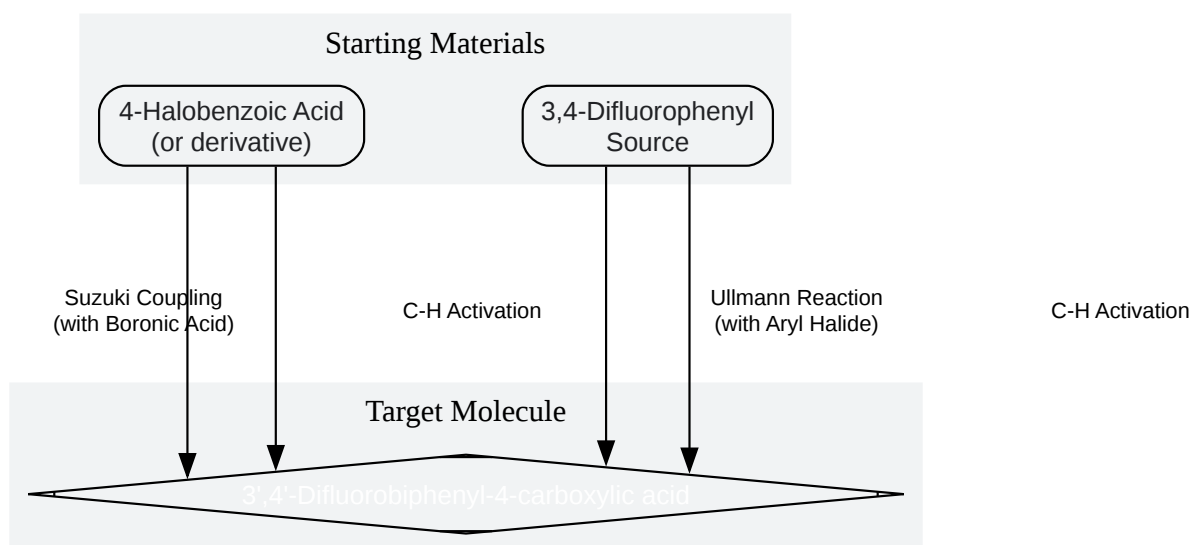 Starting Materials
4-Halobenzoic Acid
(or derivative)
3,4-Difluorophenyl
Source
Suzuki Coupling
(with Boronic Acid)
C-H Activation
Ullmann Reaction
(with Aryl Halide)
C-H Activation
Target Molecule
3',4'-Difluorobiphenyl-4-carboxylic acid